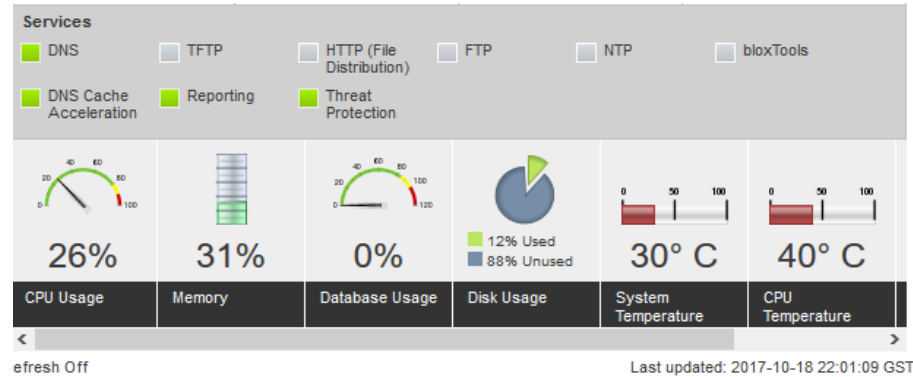 Services
DNS
TFTP
HTTP (File
Distribution)
FTP
NTP
bloxTools
DNS Cache
Acceleration
Reporting
Threat
Protection
0 20 40 60 80 100
0 20 40 60 80 100 120
0 50 100
0 50 100
12% Used
88% Unused
26%
31%
0%
30° C
40° C
CPU Usage
Memory
Database Usage
Disk Usage
System
Temperature
CPU
Temperature
efresh Off
Last updated: 2017-10-18 22:01:09 GST